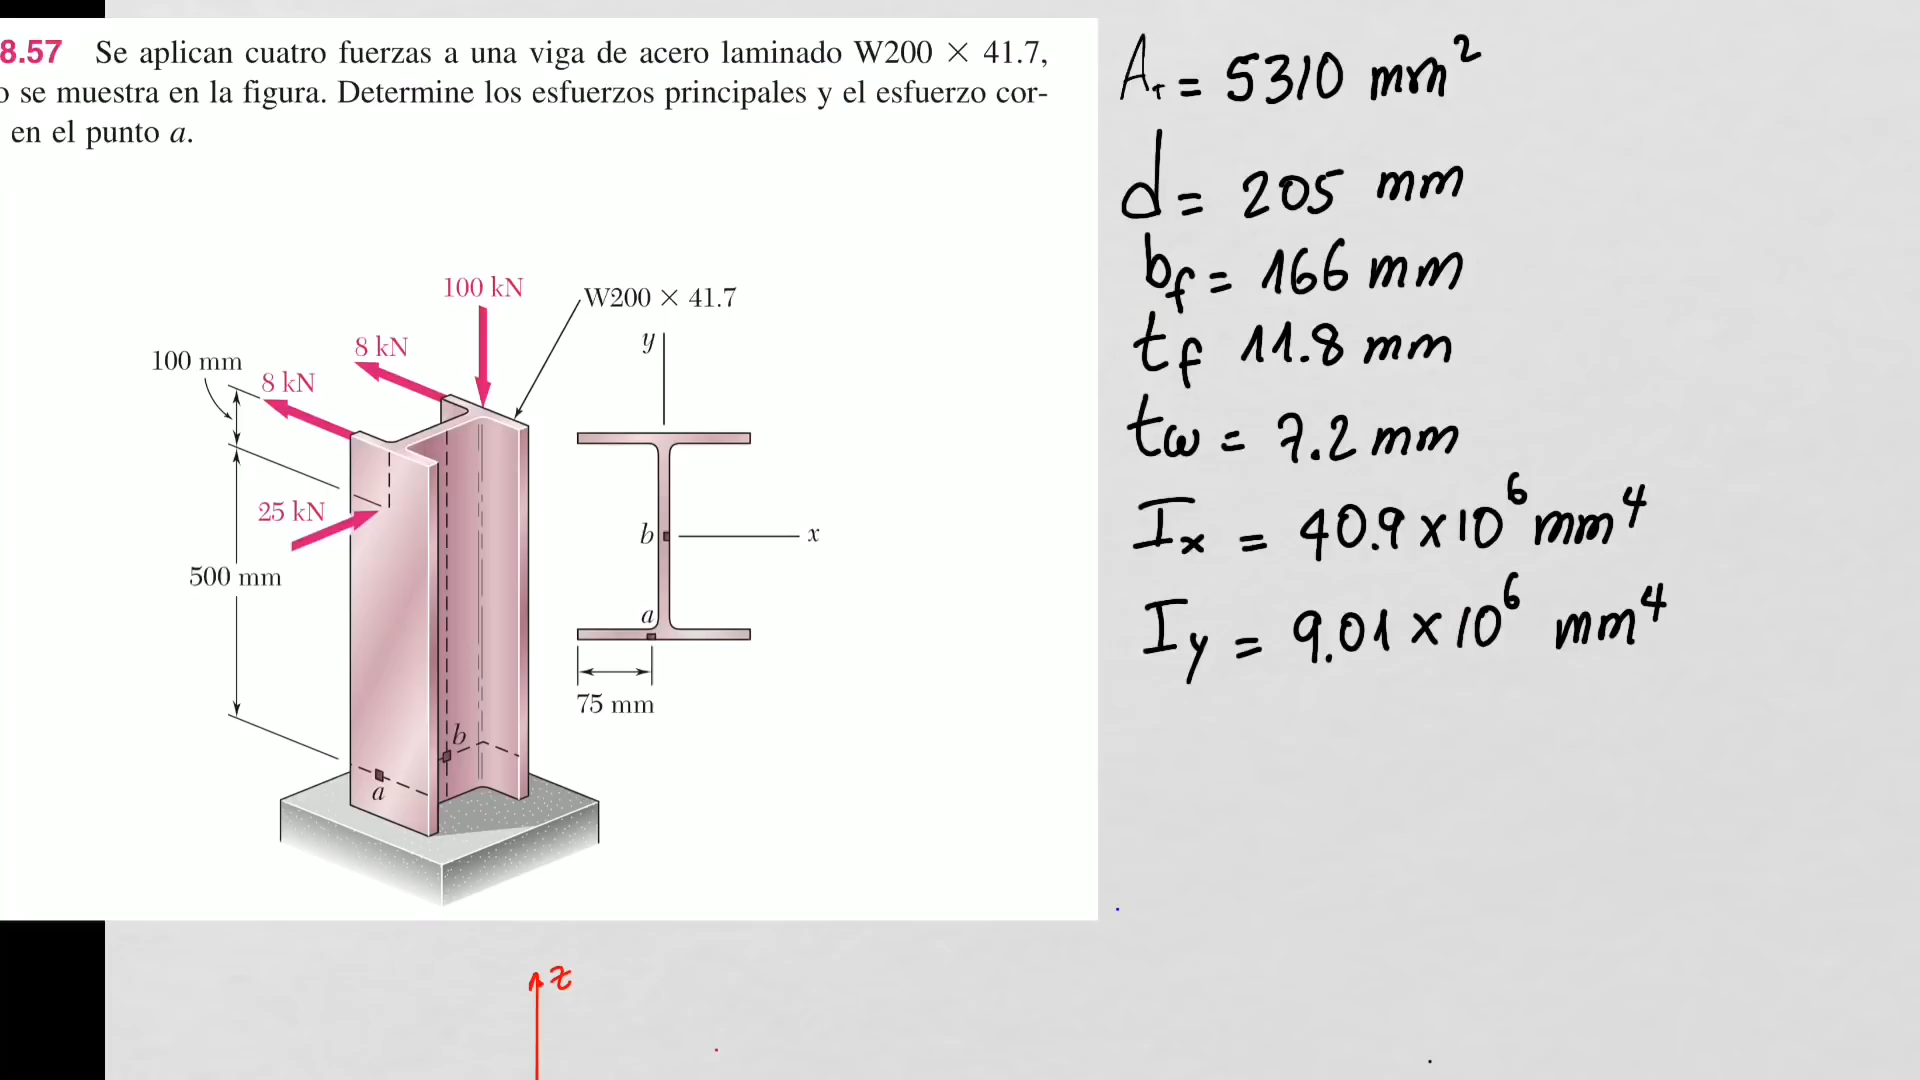 8.57 Se aplican cuatro fuerzas a una viga de acero laminado W200 × 41.7,
o se muestra en la figura. Determine los esfuerzos principales y el esfuerzo cor-
en el punto a.
100 kN
W200 × 41.7
8 kN
100 mm
8 kN
y
25 kN
b
x
500 mm
a
75 mm
b
a
z
Ar = 5310 mm²
d = 205 mm
bf = 166 mm
tf 11.8 mm
tw = 7.2 mm
Ix = 40.9 × 10⁶ mm⁴
Iy = 9.01 × 10⁶ mm⁴